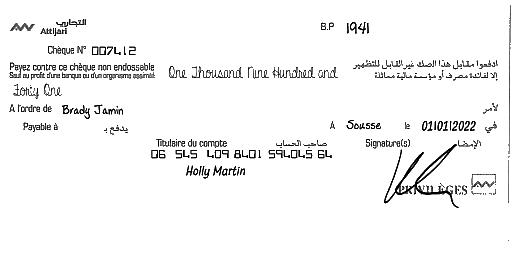 التجاري
Attijari
B.P 1941
Chèque N° 007412
Payez contre ce chèque non endossable
ادفعوا مقابل هذا الصك غير القابل للتظهير
Sauf au profit d'une banque ou d'un organisme assimilé
One Thousand Nine Hundred and
إلا لفائدة مصرف أو مؤسسة مالية مماثلة
Forty One
A l'ordre de Brady Jamin
لأمر
Payable à يدفع بـ
A Sousse le 01/01/2022 في
Titulaire du compte صاحب الحساب
Signature(s) الإمضاء
06 545 409 8401 594045 64
Holly Martin
PRIVILÈGES